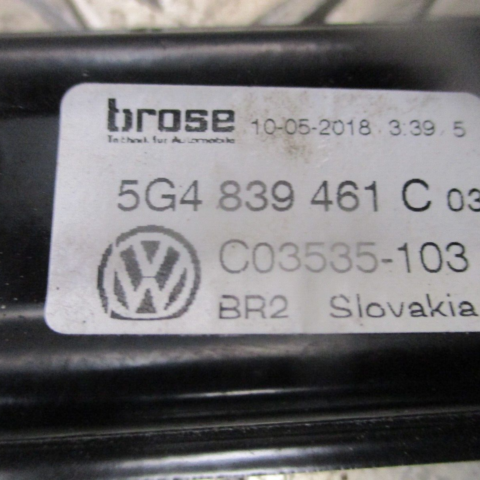 brose 10-05-2018 3.39 5
Technik für Automobile
5G4 839 461 C 03
C03535-103
BR2 Slovakia